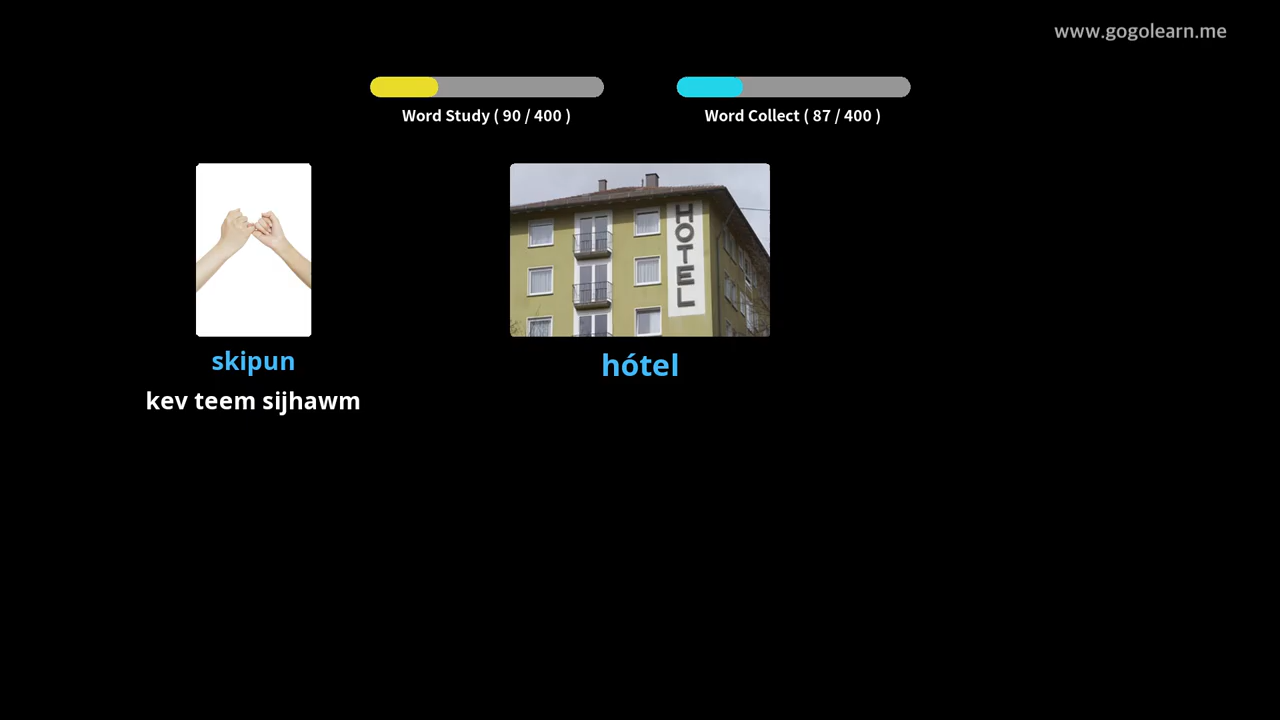 www.gogolearn.me
Word Study ( 90 / 400 )
Word Collect ( 87 / 400 )
HOTEL
skipun
hótel
kev teem sijhawm